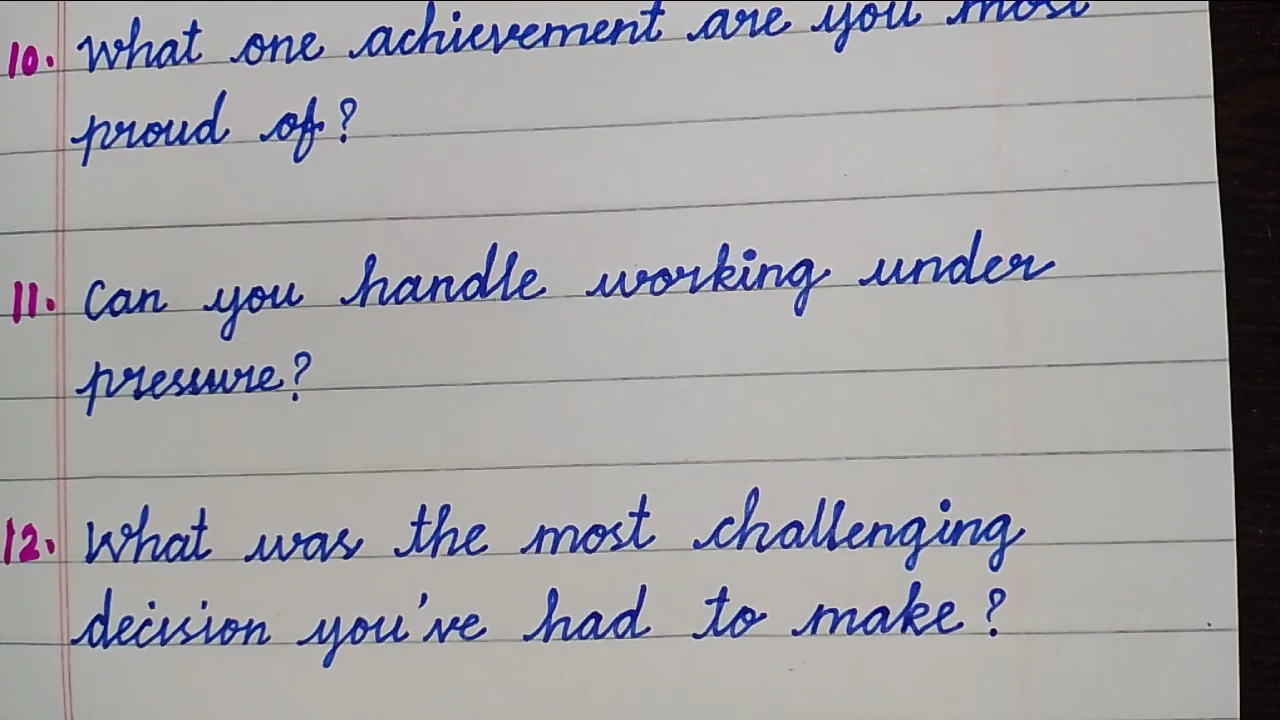 10. What one achievement are you most
proud of?
11. Can you handle working under
pressure?
12. What was the most challenging
decision you've had to make?